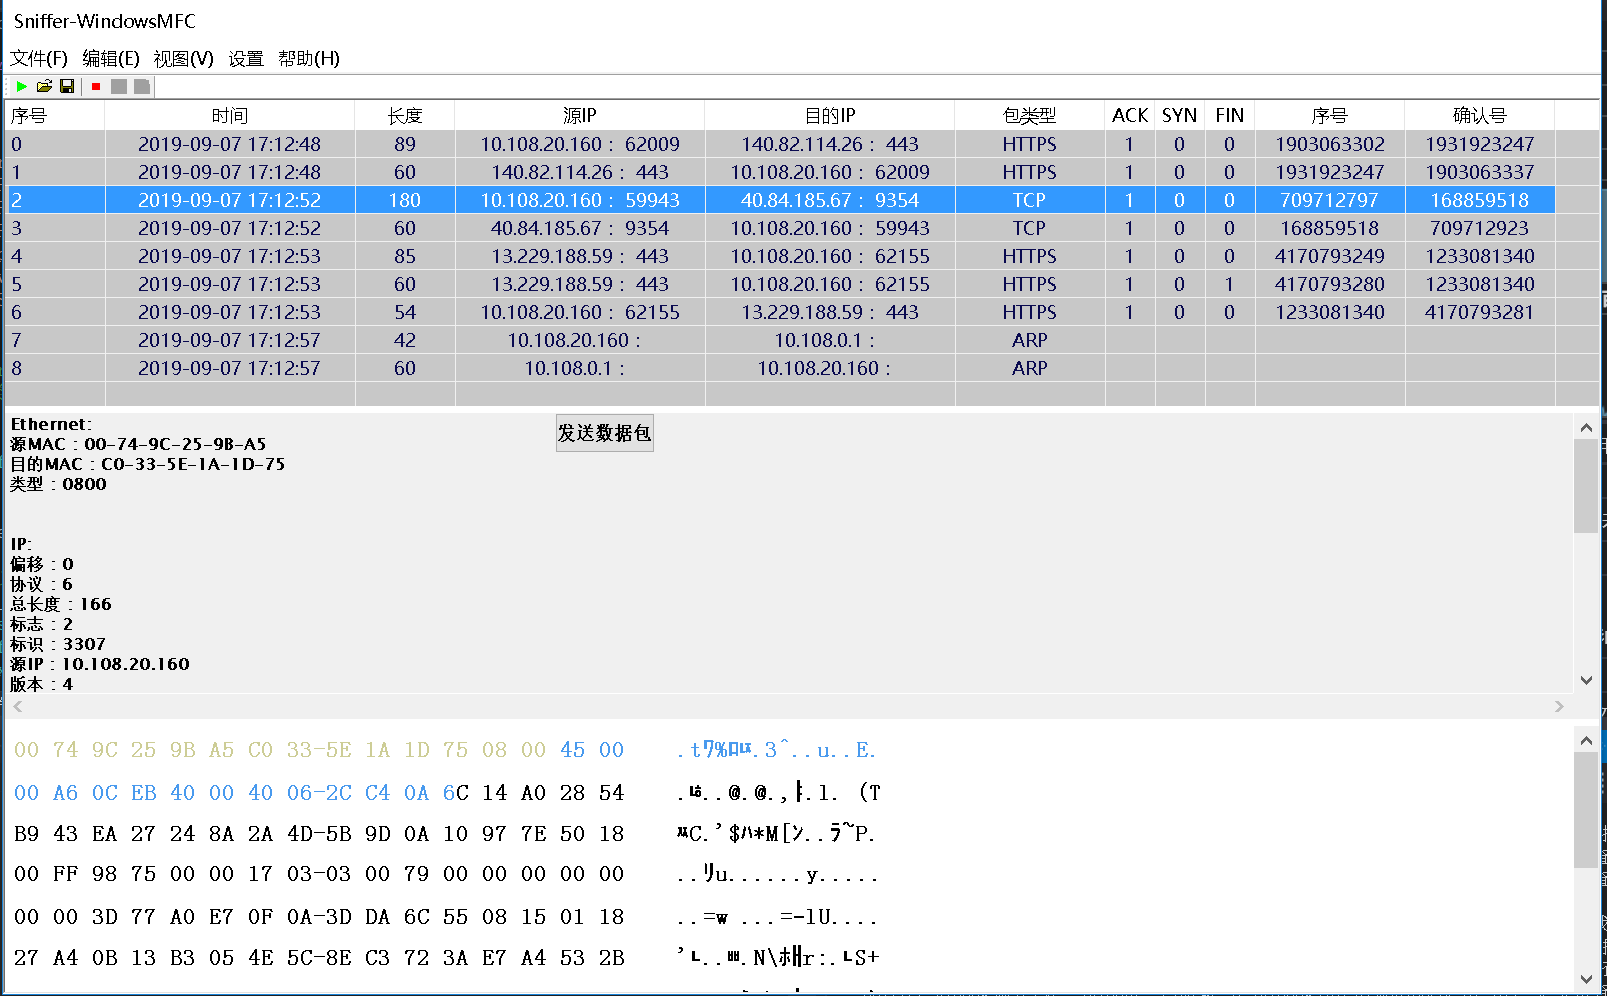 Sniffer-WindowsMFC
文件(F) 编辑(E) 视图(V) 设置 帮助(H)
序号 时间 长度 源IP 目的IP 包类型 ACK SYN FIN 序号 确认号
0 2019-09-07 17:12:48 89 10.108.20.160 : 62009 140.82.114.26 : 443 HTTPS 1 0 0 1903063302 1931923247
1 2019-09-07 17:12:48 60 140.82.114.26 : 443 10.108.20.160 : 62009 HTTPS 1 0 0 1931923247 1903063337
2 2019-09-07 17:12:52 180 10.108.20.160 : 59943 40.84.185.67 : 9354 TCP 1 0 0 709712797 168859518
3 2019-09-07 17:12:52 60 40.84.185.67 : 9354 10.108.20.160 : 59943 TCP 1 0 0 168859518 709712923
4 2019-09-07 17:12:53 85 13.229.188.59 : 443 10.108.20.160 : 62155 HTTPS 1 0 0 4170793249 1233081340
5 2019-09-07 17:12:53 60 13.229.188.59 : 443 10.108.20.160 : 62155 HTTPS 1 0 1 4170793280 1233081340
6 2019-09-07 17:12:53 54 10.108.20.160 : 62155 13.229.188.59 : 443 HTTPS 1 0 0 1233081340 4170793281
7 2019-09-07 17:12:57 42 10.108.20.160 : 10.108.0.1 : ARP
8 2019-09-07 17:12:57 60 10.108.0.1 : 10.108.20.160 : ARP
Ethernet:
源MAC：00-74-9C-25-9B-A5
目的MAC：C0-33-5E-1A-1D-75
类型：0800
发送数据包
IP:
偏移：0
协议：6
总长度：166
标志：2
标识：3307
源IP：10.108.20.160
版本：4
00 74 9C 25 9B A5 C0 33-5E 1A 1D 75 08 00 45 00 .3^..u..E.
00 A6 0C EB 40 00 40 06-2C C4 0A 6C 14 A0 28 54 ..@.@., .l. (T
B9 43 EA 27 24 8A 2A 4D-5B 9D 0A 10 97 7E 50 18
00 FF 98 75 00 00 17 03-03 00 79 00 00 00 00 00 ..ﾘu......y.....
00 00 3D 77 A0 E7 0F 0A-3D DA 6C 55 08 15 01 18 ..=w ...=-lU....
27 A4 0B 13 B3 05 4E 5C-8E C3 72 3A E7 A4 53 2B